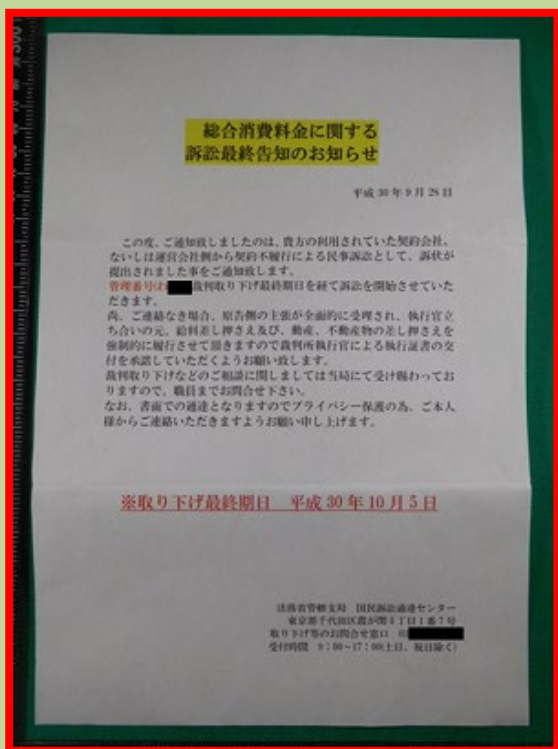 総合消費料金に関する
訴訟最終告知のお知らせ
平成 30 年 9 月 28 日
この度、ご通知致しましたのは、貴方の利用されていた契約会社、
ないしは運営会社側から契約不履行による民事訴訟として、訴状が
提出されました事をご通知致します。
管理番号(わ) 裁判取り下げ最終期日を経て訴訟を開始させていた
だきます。
尚、ご連絡なき場合、原告側の主張が全面的に受理され、執行官立
ち合いの元、給料差し押さえ及び、動産、不動産物の差し押さえを
強制的に履行させて頂きますので裁判所執行官による執行証書の交
付を承諾していただくようお願い致します。
裁判取り下げなどのご相談に関しましては当局にて受け賜わってお
りますので、職員までお問合せ下さい。
なお、書面での通達となりますのでプライバシー保護の為、ご本人
様からご連絡いただきますようお願い申し上げます。
※取り下げ最終期日 平成 30 年 10 月 5 日
法務省管轄支局 国民訴訟通達センター
東京都千代田区霞が関3丁目1番7号
取り下げ等のお問合せ窓口 03
受付時間 9：00～17：00(土日、祝日除く)